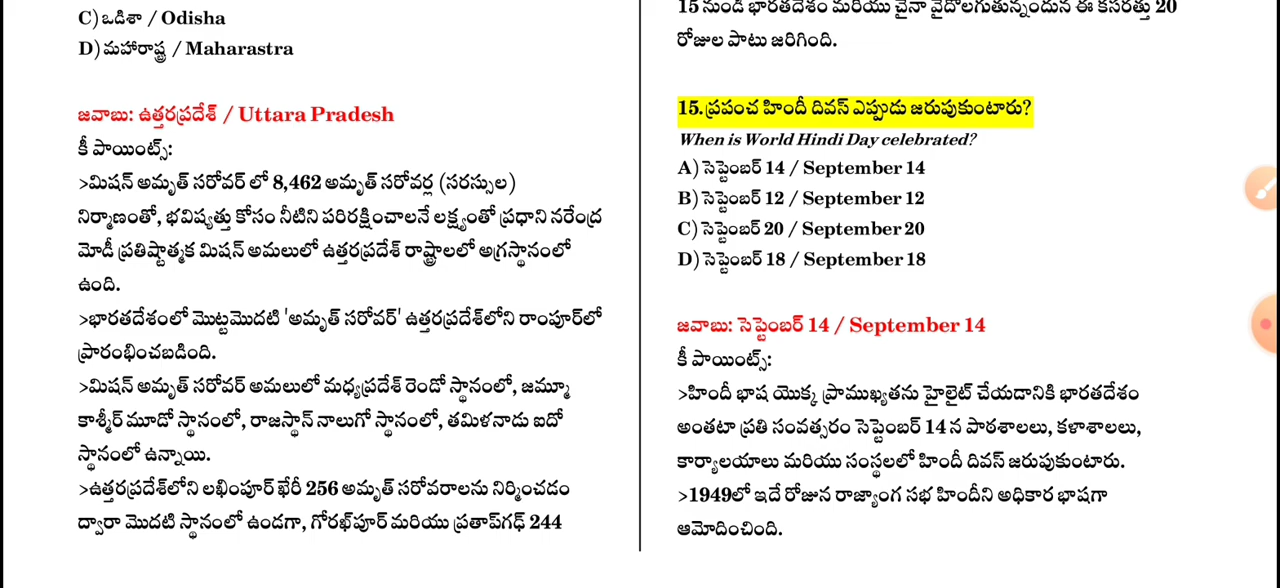 C) ఒడిశా / Odisha
D) మహారాష్ట్ర / Maharastra
జవాబు: ఉత్తరప్రదేశ్ / Uttara Pradesh
కీ పాయింట్స్:
>మిషన్ అమృత్ సరోవర్ లో 8,462 అమృత్ సరోవర్ల (సరస్సుల)
నిర్మాణంతో, భవిష్యత్తు కోసం నీటిని పరిరక్షించాలనే లక్ష్యంతో ప్రధాని నరేంద్ర
మోడీ ప్రతిష్టాత్మక మిషన్ అమలులో ఉత్తరప్రదేశ్ రాష్ట్రాలలో అగ్రస్థానంలో
ఉంది.
>భారతదేశంలో మొట్టమొదటి 'అమృత్ సరోవర్' ఉత్తరప్రదేశ్‌లోని రాంపూర్‌లో
ప్రారంభించబడింది.
>మిషన్ అమృత్ సరోవర్ అమలులో మధ్యప్రదేశ్ రెండో స్థానంలో, జమ్మూ
కాశ్మీర్ మూడో స్థానంలో, రాజస్థాన్ నాలుగో స్థానంలో, తమిళనాడు ఐదో
స్థానంలో ఉన్నాయి.
>ఉత్తరప్రదేశ్‌లోని లఖింపూర్ ఖేరీ 256 అమృత్ సరోవరాలను నిర్మించడం
ద్వారా మొదటి స్థానంలో ఉండగా, గోరఖ్‌పూర్ మరియు ప్రతాప్‌గఢ్ 244
15 నుండి భారతదేశం మరియు చైనా వైదొలగుతున్నందున ఈ కసరత్తు 20
రోజుల పాటు జరిగింది.
15. ప్రపంచ హిందీ దివస్ ఎప్పుడు జరుపుకుంటారు?
When is World Hindi Day celebrated?
A) సెప్టెంబర్ 14 / September 14
B) సెప్టెంబర్ 12 / September 12
C) సెప్టెంబర్ 20 / September 20
D) సెప్టెంబర్ 18 / September 18
జవాబు: సెప్టెంబర్ 14 / September 14
కీ పాయింట్స్:
>హిందీ భాష యొక్క ప్రాముఖ్యతను హైలైట్ చేయడానికి భారతదేశం
అంతటా ప్రతి సంవత్సరం సెప్టెంబర్ 14 న పాఠశాలలు, కళాశాలలు,
కార్యాలయాలు మరియు సంస్థలలో హిందీ దివస్ జరుపుకుంటారు.
>1949లో ఇదే రోజున రాజ్యాంగ సభ హిందీని అధికార భాషగా
ఆమోదించింది.